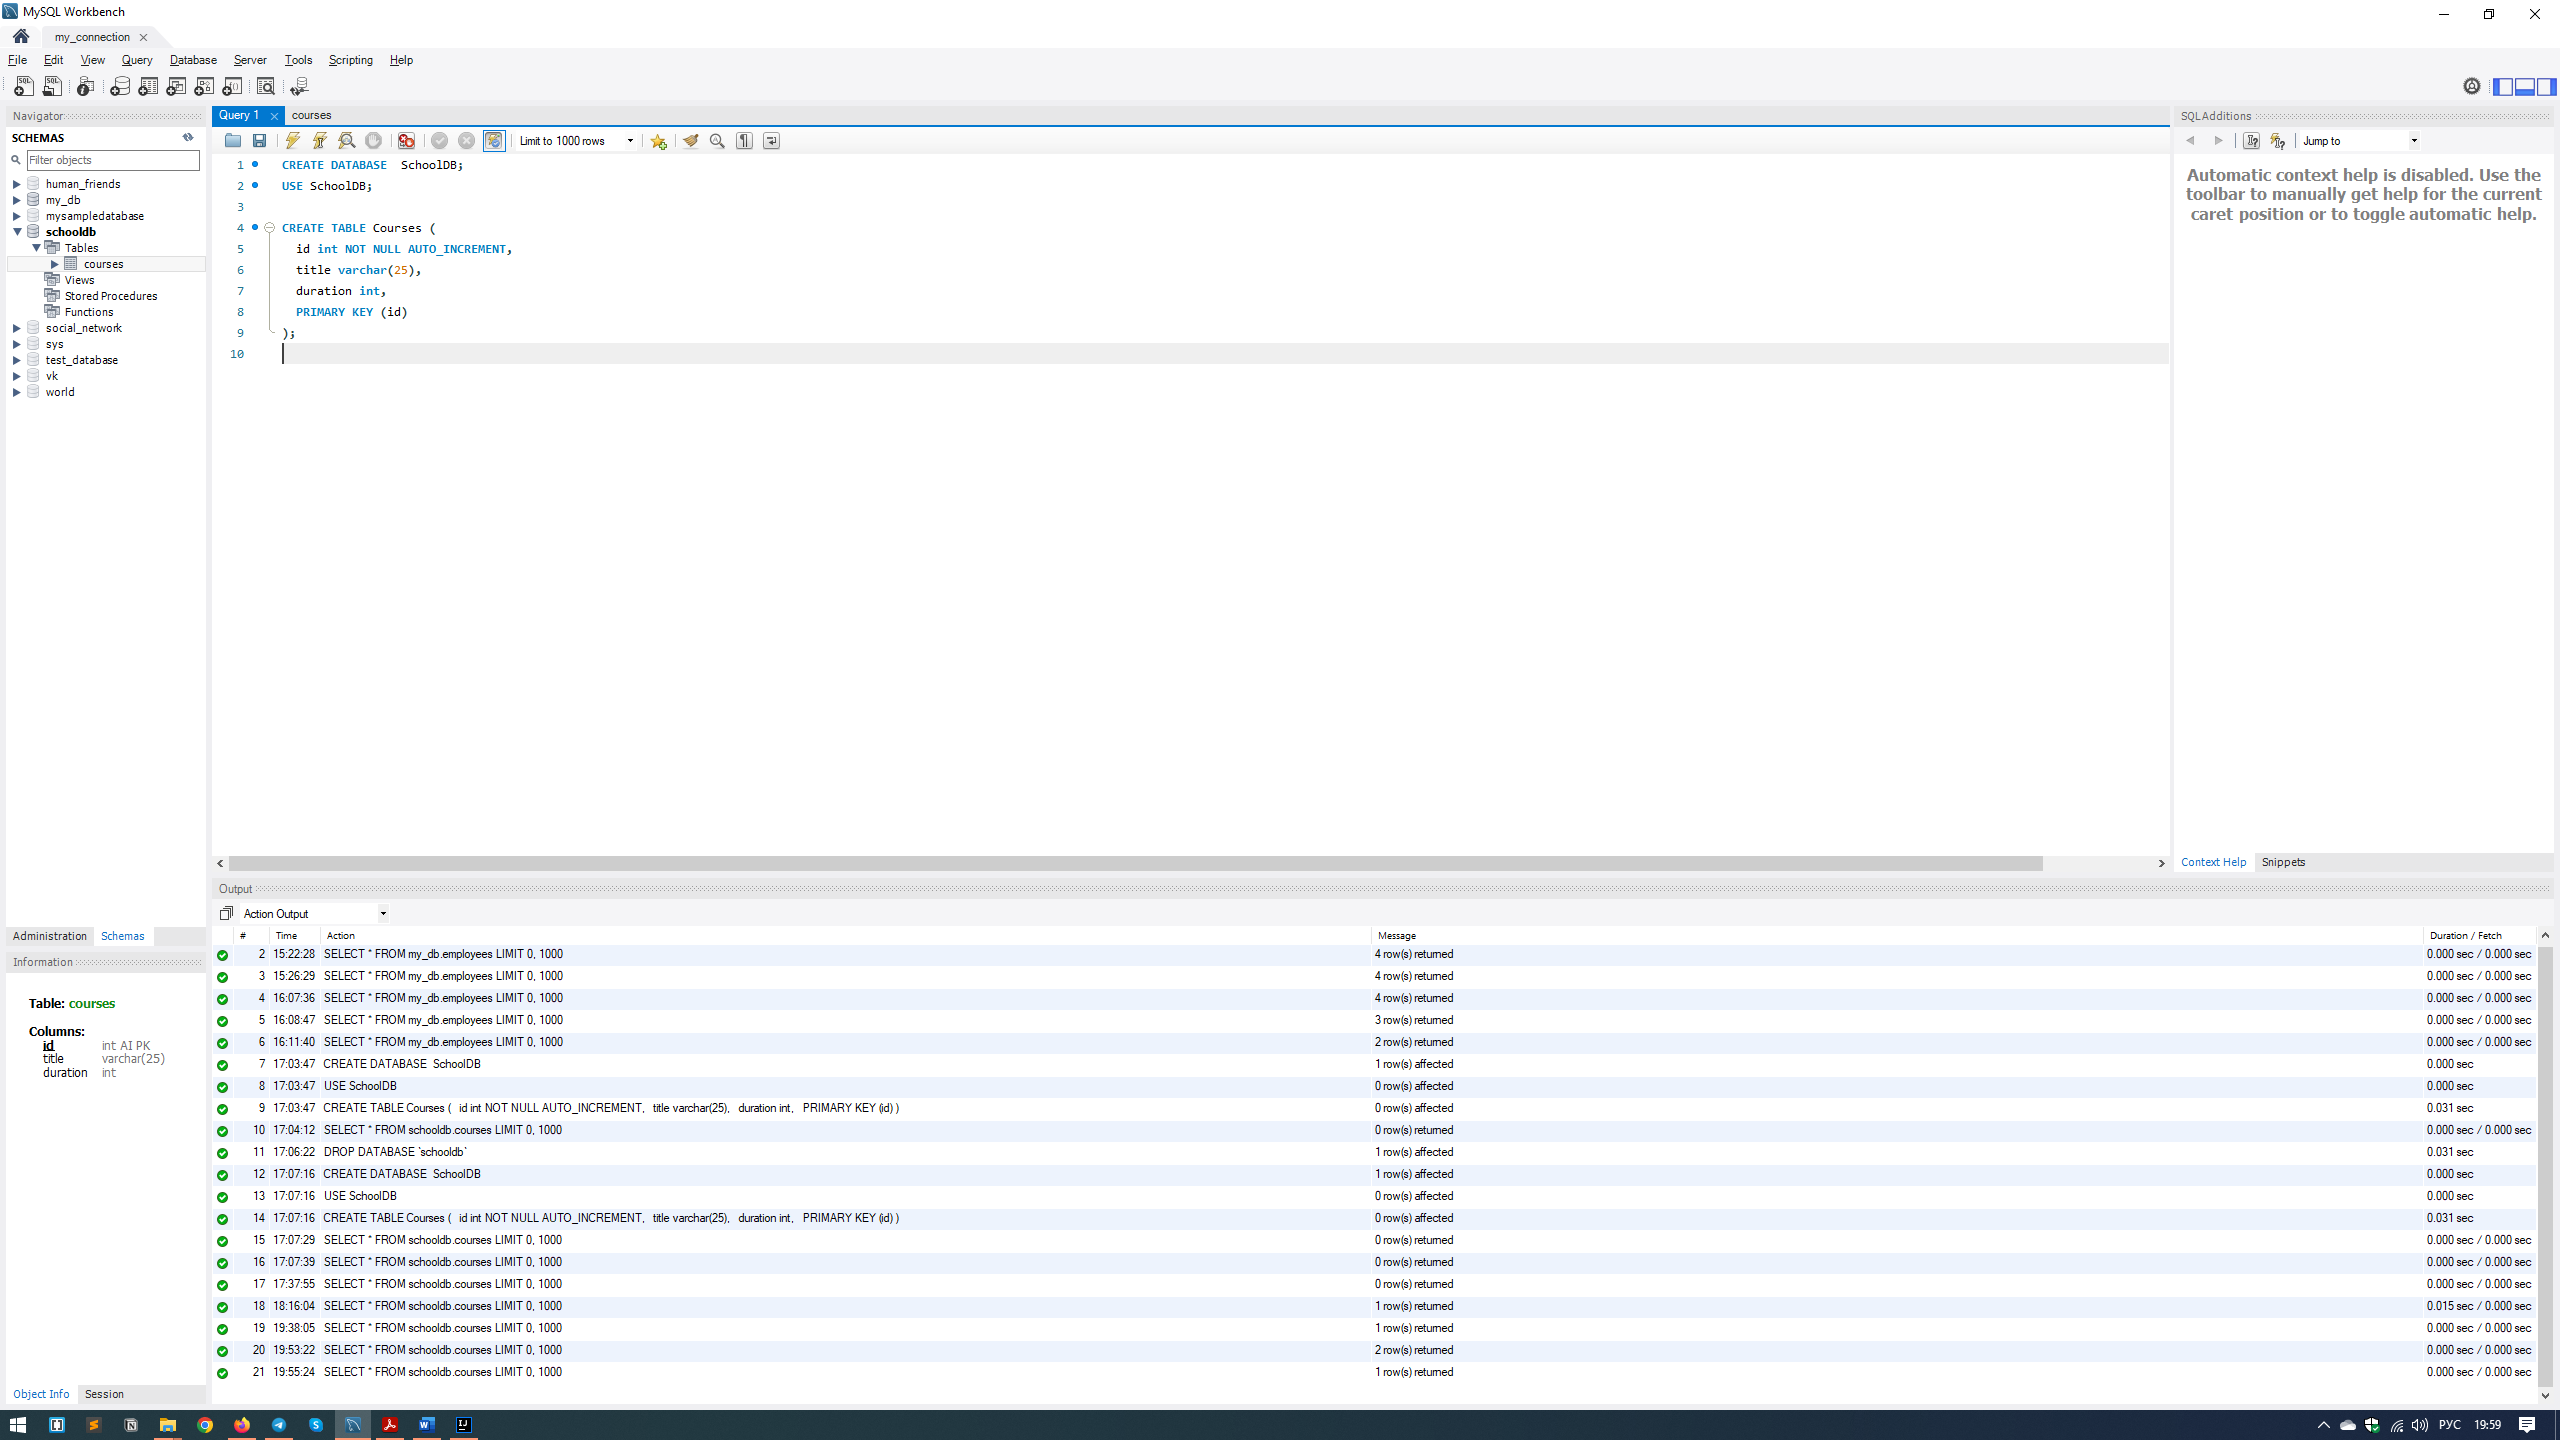 MySQL Workbench
my_connection
File Edit View Query Database Server Tools Scripting Help
Navigator
SCHEMAS
Filter objects
human_friends
my_db
mysampledatabase
schooldb
Tables
courses
Views
Stored Procedures
Functions
social_network
sys
test_database
vk
world
Administration Schemas
Information
Table: courses
Columns:
id int AI PK
title varchar(25)
duration int
Object Info Session
Query 1 courses
Limit to 1000 rows
1 CREATE DATABASE  SchoolDB;
2 USE SchoolDB;
3
4 CREATE TABLE Courses (
5 id int NOT NULL AUTO_INCREMENT,
6 title varchar(25),
7 duration int,
8 PRIMARY KEY (id)
9 );
10
SQLAdditions
Jump to
Automatic context help is disabled. Use the
toolbar to manually get help for the current
caret position or to toggle automatic help.
Context Help Snippets
Output
Action Output
# Time Action Message Duration / Fetch
2 15:22:28 SELECT * FROM my_db.employees LIMIT 0, 1000 4 row(s) returned 0.000 sec / 0.000 sec
3 15:26:29 SELECT * FROM my_db.employees LIMIT 0, 1000 4 row(s) returned 0.000 sec / 0.000 sec
4 16:07:36 SELECT * FROM my_db.employees LIMIT 0, 1000 4 row(s) returned 0.000 sec / 0.000 sec
5 16:08:47 SELECT * FROM my_db.employees LIMIT 0, 1000 3 row(s) returned 0.000 sec / 0.000 sec
6 16:11:40 SELECT * FROM my_db.employees LIMIT 0, 1000 2 row(s) returned 0.000 sec / 0.000 sec
7 17:03:47 CREATE DATABASE  SchoolDB 1 row(s) affected 0.000 sec
8 17:03:47 USE SchoolDB 0 row(s) affected 0.000 sec
9 17:03:47 CREATE TABLE Courses (   id int NOT NULL AUTO_INCREMENT,   title varchar(25),   duration int,   PRIMARY KEY (id) ) 0 row(s) affected 0.031 sec
10 17:04:12 SELECT * FROM schooldb.courses LIMIT 0, 1000 0 row(s) returned 0.000 sec / 0.000 sec
11 17:06:22 DROP DATABASE `schooldb` 1 row(s) affected 0.031 sec
12 17:07:16 CREATE DATABASE  SchoolDB 1 row(s) affected 0.000 sec
13 17:07:16 USE SchoolDB 0 row(s) affected 0.000 sec
14 17:07:16 CREATE TABLE Courses (   id int NOT NULL AUTO_INCREMENT,   title varchar(25),   duration int,   PRIMARY KEY (id) ) 0 row(s) affected 0.031 sec
15 17:07:29 SELECT * FROM schooldb.courses LIMIT 0, 1000 0 row(s) returned 0.000 sec / 0.000 sec
16 17:07:39 SELECT * FROM schooldb.courses LIMIT 0, 1000 0 row(s) returned 0.000 sec / 0.000 sec
17 17:37:55 SELECT * FROM schooldb.courses LIMIT 0, 1000 0 row(s) returned 0.000 sec / 0.000 sec
18 18:16:04 SELECT * FROM schooldb.courses LIMIT 0, 1000 1 row(s) returned 0.015 sec / 0.000 sec
19 19:38:05 SELECT * FROM schooldb.courses LIMIT 0, 1000 1 row(s) returned 0.000 sec / 0.000 sec
20 19:53:22 SELECT * FROM schooldb.courses LIMIT 0, 1000 2 row(s) returned 0.000 sec / 0.000 sec
21 19:55:24 SELECT * FROM schooldb.courses LIMIT 0, 1000 1 row(s) returned 0.000 sec / 0.000 sec
РУС 19:59